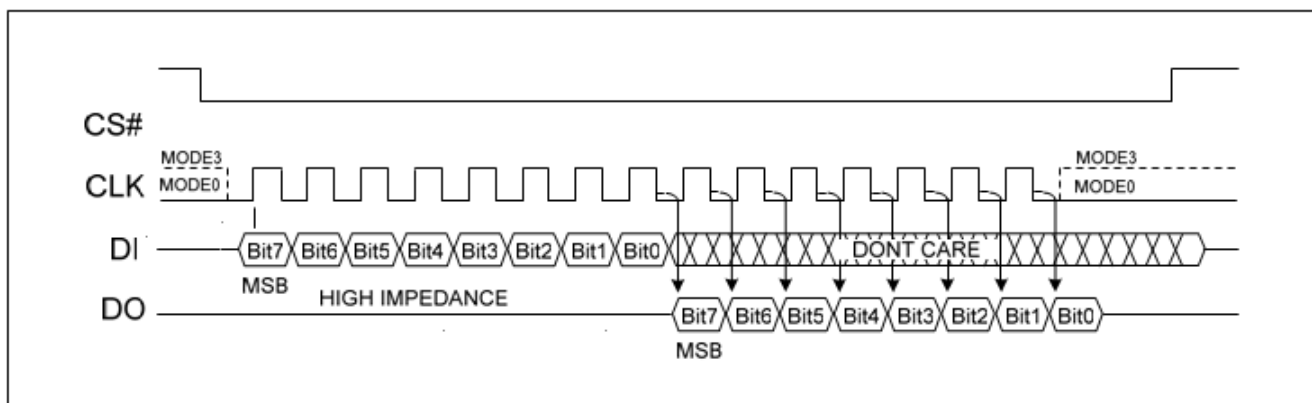 CS#
MODE3 MODE3
CLK MODE0 MODE0
DI Bit7 Bit6 Bit5 Bit4 Bit3 Bit2 Bit1 Bit0 DONT CARE
MSB HIGH IMPEDANCE
DO Bit7 Bit6 Bit5 Bit4 Bit3 Bit2 Bit1 Bit0
MSB